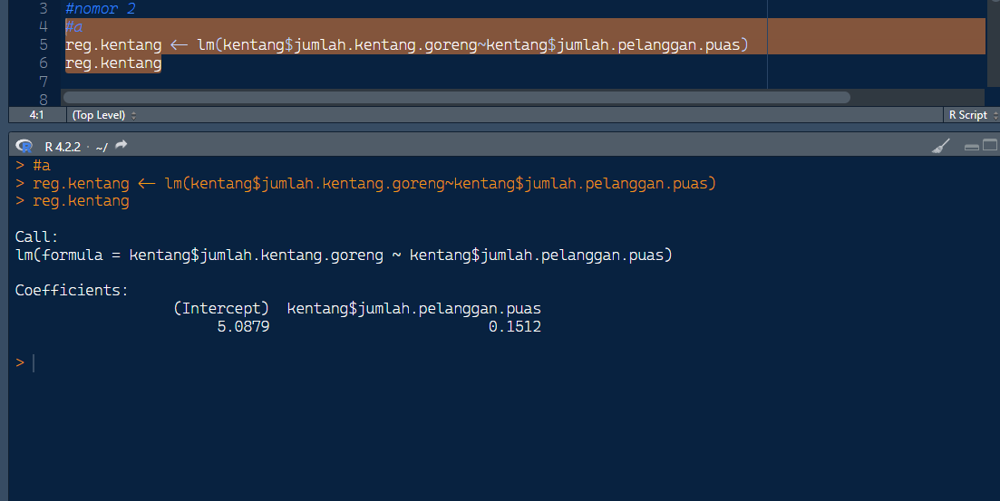 3 #nomor 2
4 #a
5 reg.kentang <- lm(kentang$jumlah.kentang.goreng~kentang$jumlah.pelanggan.puas)
6 reg.kentang
7
8
4:1 (Top Level) R Script
R 4.2.2 · ~/
> #a
> reg.kentang <- lm(kentang$jumlah.kentang.goreng~kentang$jumlah.pelanggan.puas)
> reg.kentang
Call:
lm(formula = kentang$jumlah.kentang.goreng ~ kentang$jumlah.pelanggan.puas)
Coefficients:
(Intercept) kentang$jumlah.pelanggan.puas
5.0879 0.1512
>